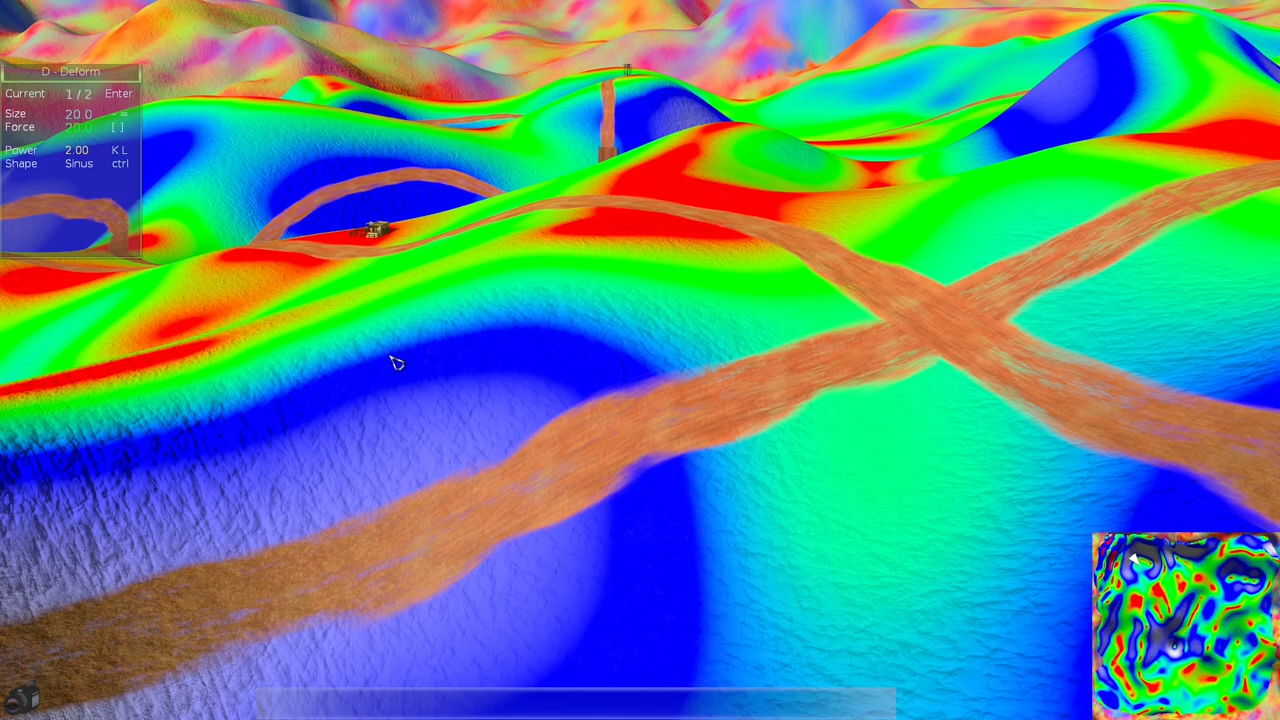 D - Deform
Current 1 / 2 Enter
Size 20.0 - =
Force 20.0 [ ]
Power 2.00 K L
Shape Sinus ctrl